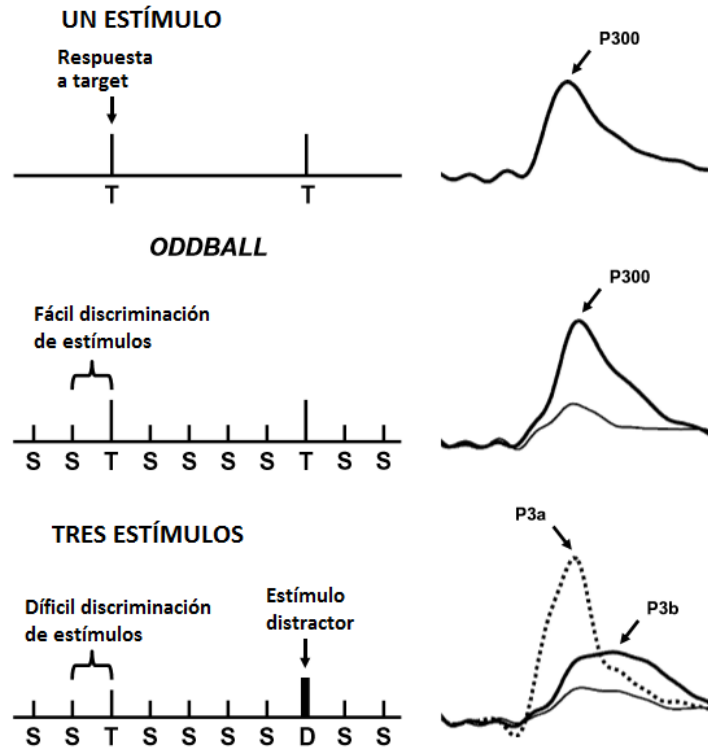 UN ESTÍMULO
Respuesta
a target
T T
P300
ODDBALL
Fácil discriminación
de estímulos
S S T S S S S T S S
P300
TRES ESTÍMULOS
Díficil discriminación
de estímulos
Estímulo
distractor
S S T S S S S D S S
P3a
P3b